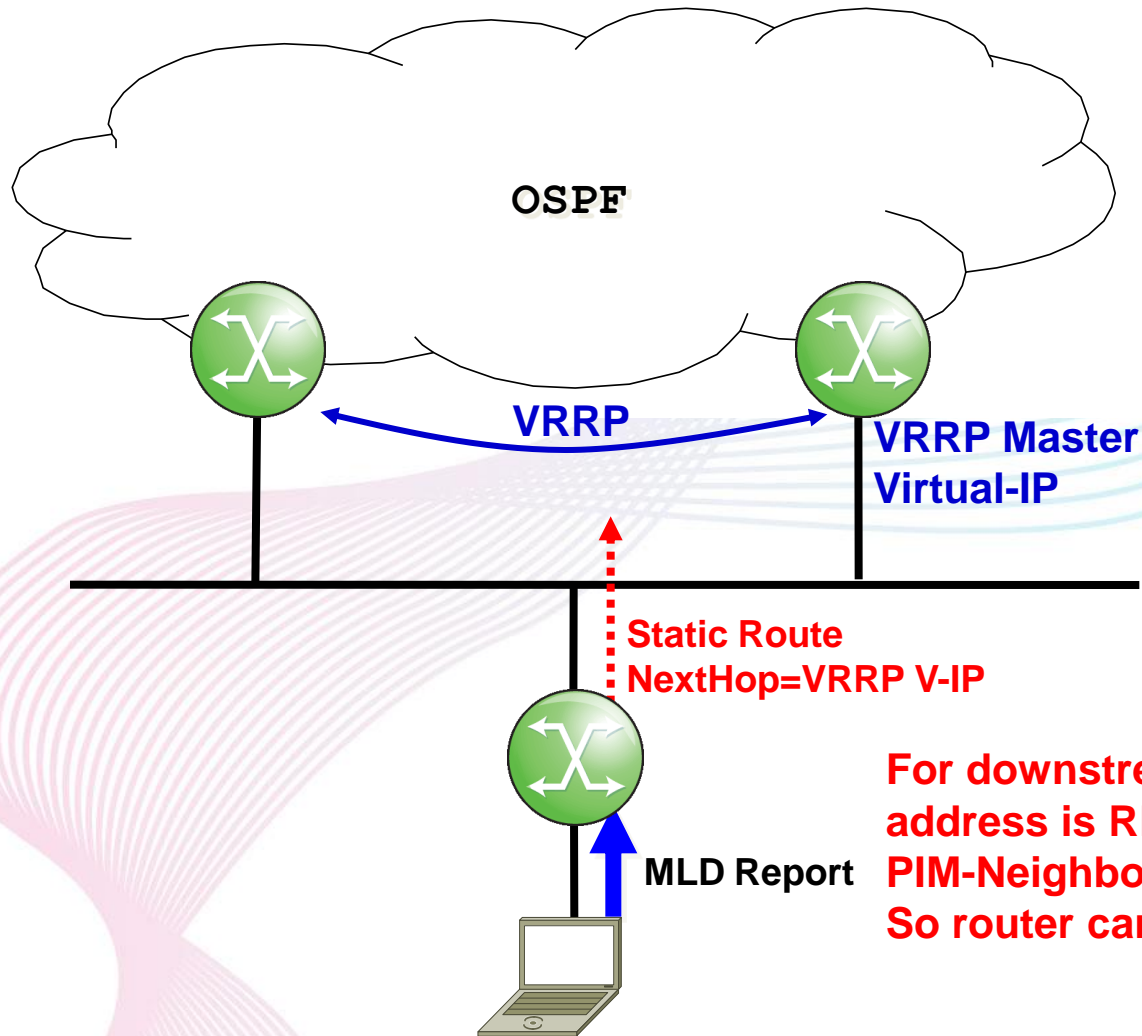 OSPF
VRRP
VRRP Master
Virtual-IP
Static Route
NextHop=VRRP V-IP
MLD Report
For downstre
address is R
PIM-Neighbo
So router ca